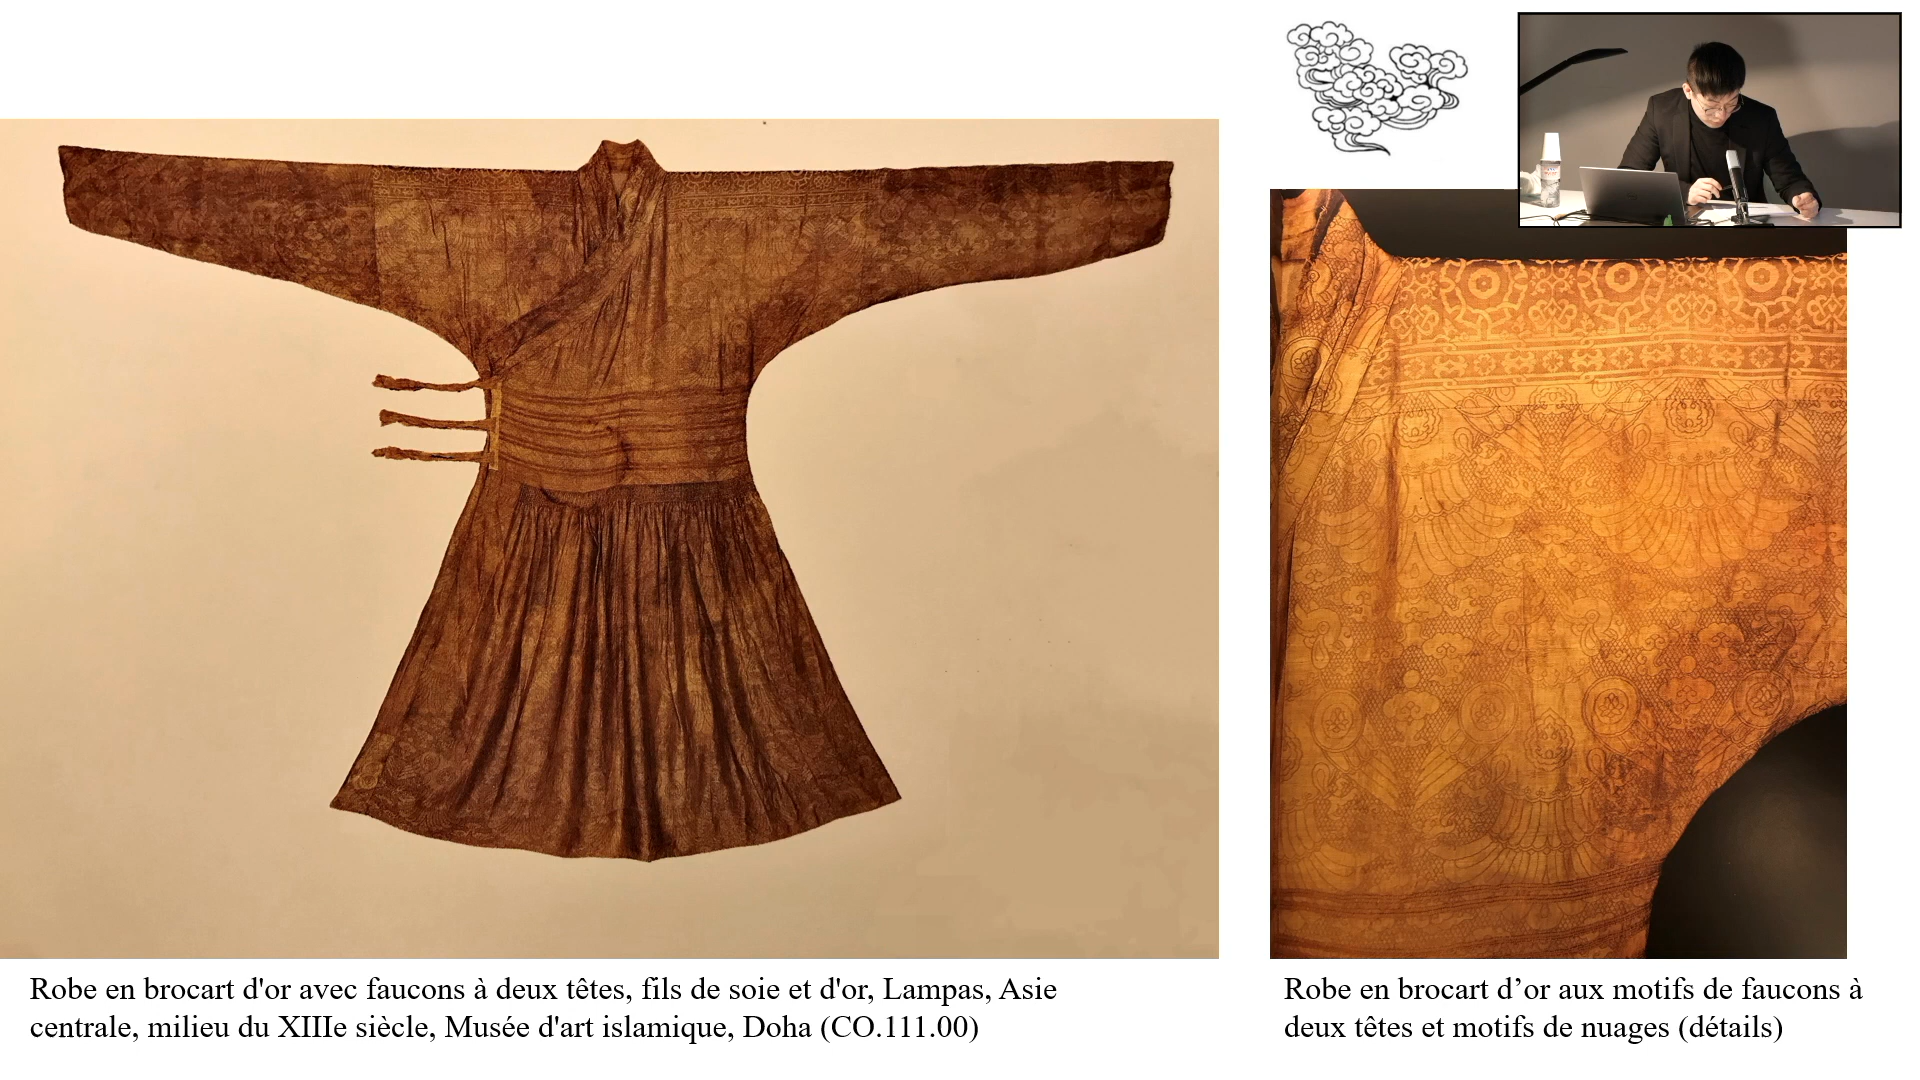 Robe en brocart d'or avec faucons à deux têtes, fils de soie et d'or, Lampas, Asie
centrale, milieu du XIIIe siècle, Musée d'art islamique, Doha (CO.111.00)
Robe en brocart d’or aux motifs de faucons à
deux têtes et motifs de nuages (détails)